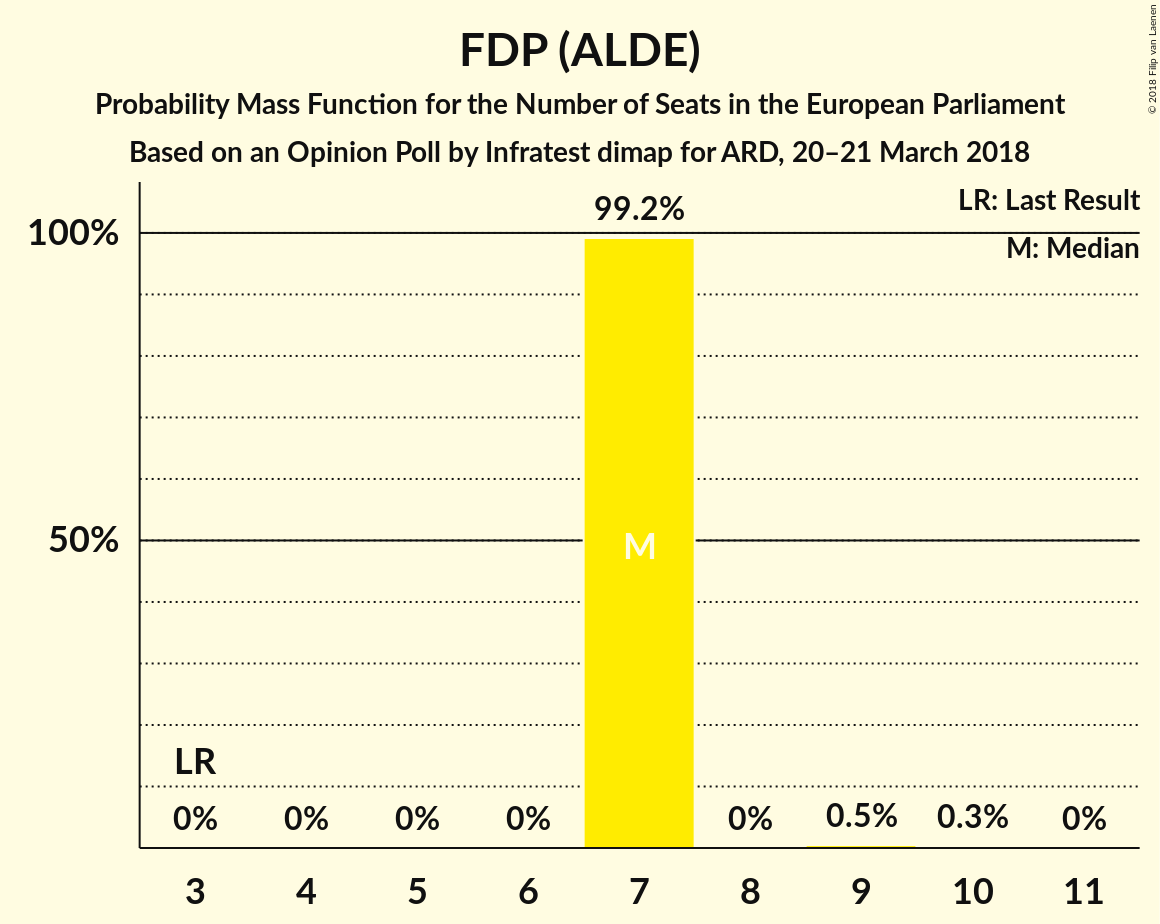 FDP (ALDE)
Probability Mass Function for the Number of Seats in the European Parliament
Based on an Opinion Poll by Infratest dimap for ARD, 20–21 March 2018
© 2018 Filip van Laenen
LR: Last Result
M: Median
99.2%
100%
50%
M
LR
0%
0%
0%
0%
0%
0.5%
0.3%
0%
3
4
5
6
7
8
9
10
11